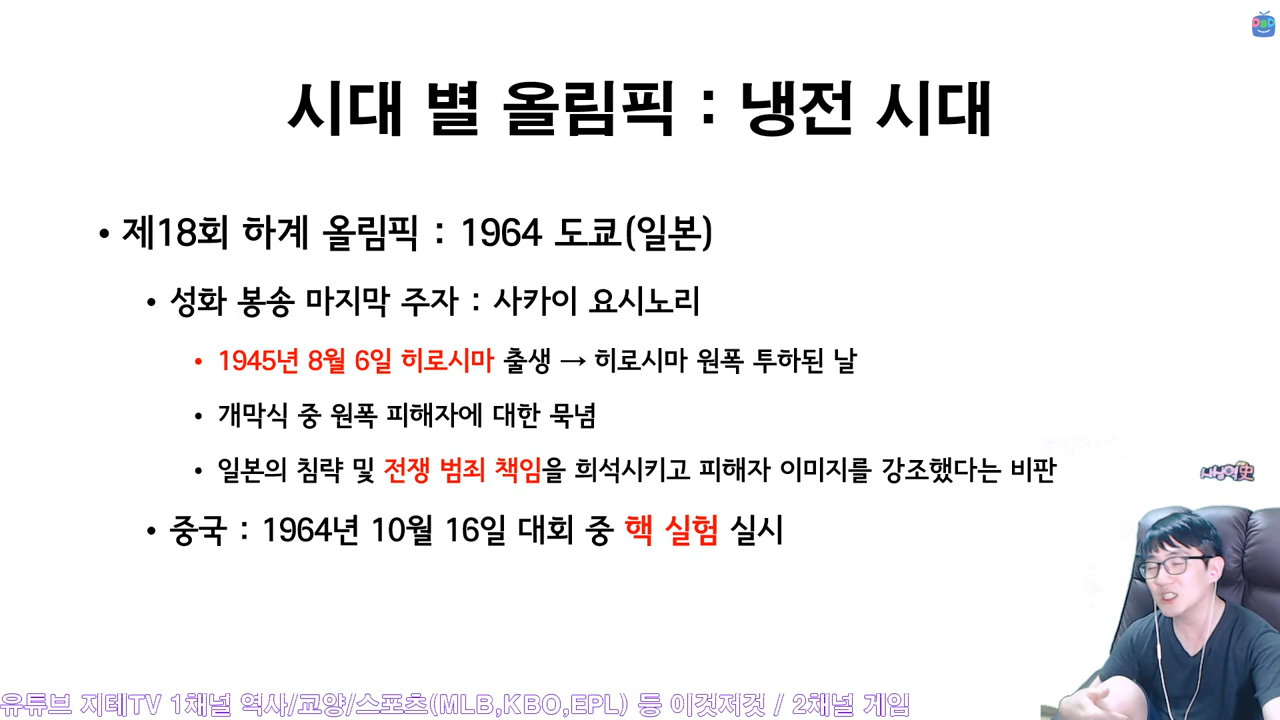 시대 별 올림픽 : 냉전 시대
• 제18회 하계 올림픽 : 1964 도쿄(일본)
• 성화 봉송 마지막 주자 : 사카이 요시노리
• 1945년 8월 6일 히로시마 출생 → 히로시마 원폭 투하된 날
• 개막식 중 원폭 피해자에 대한 묵념
• 일본의 침략 및 전쟁 범죄 책임을 희석시키고 피해자 이미지를 강조했다는 비판
• 중국 : 1964년 10월 16일 대회 중 핵 실험 실시
유튜브 지테TV 1채널 역사/교양/스포츠(MLB,KBO,EPL) 등 이것저것 / 2채널 게임